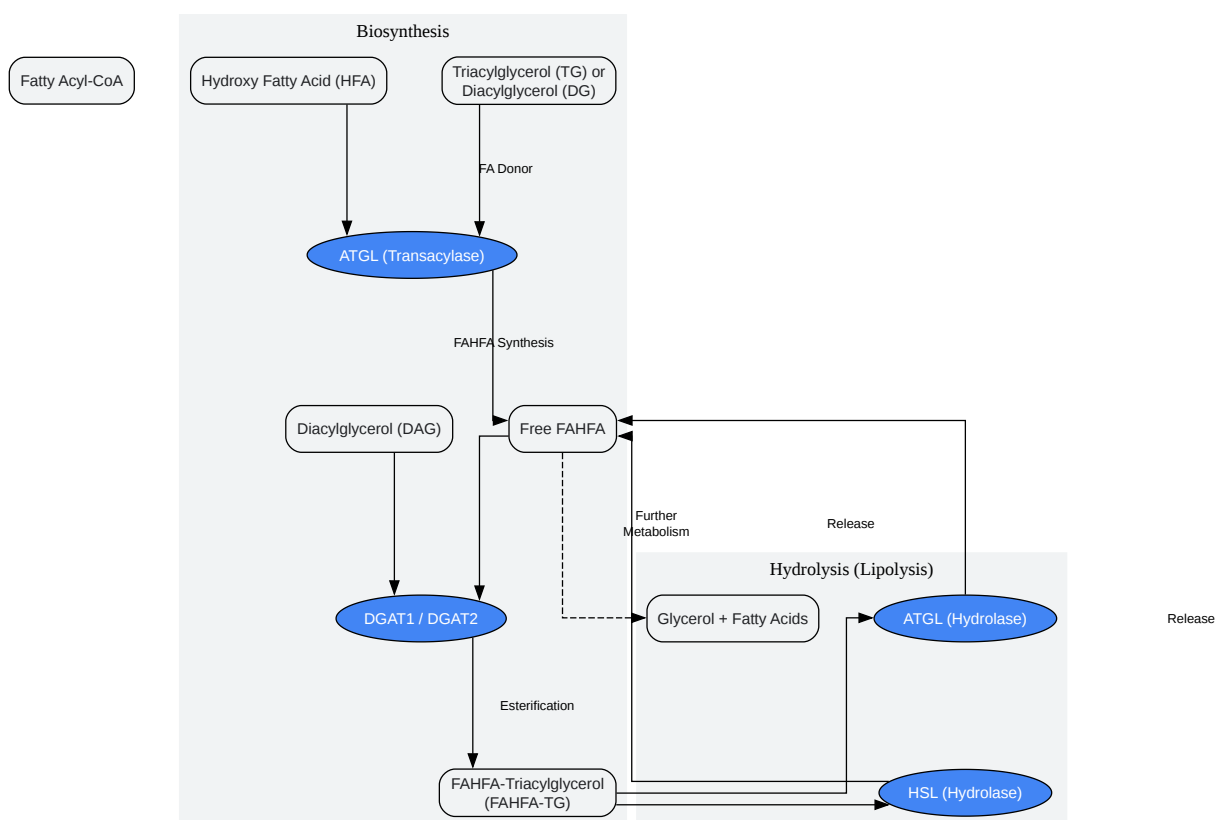 Biosynthesis
Fatty Acyl-CoA
Hydroxy Fatty Acid (HFA)
Triacylglycerol (TG) or
Diacylglycerol (DG)
FA Donor
ATGL (Transacylase)
FAHFA Synthesis
Diacylglycerol (DAG)
Free FAHFA
Further
Metabolism
Release
Hydrolysis (Lipolysis)
DGAT1 / DGAT2
Glycerol + Fatty Acids
ATGL (Hydrolase)
Release
Esterification
FAHFA-Triacylglycerol
(FAHFA-TG)
HSL (Hydrolase)